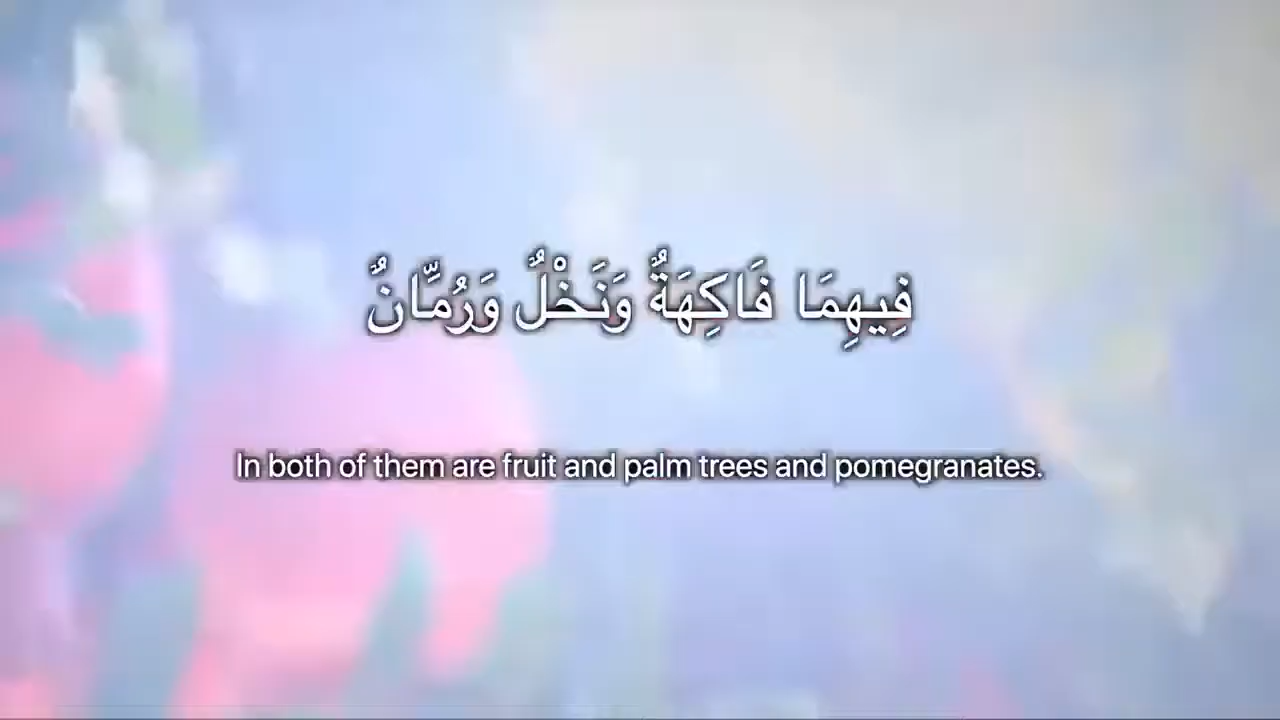 فِيهِمَا فَاكِهَةٌ وَنَخْلٌ وَرُمَّانٌ
In both of them are fruit and palm trees and pomegranates.